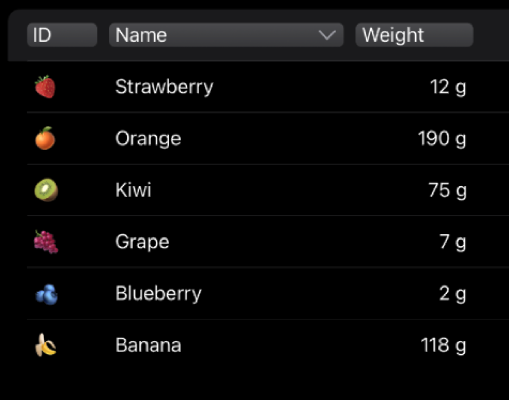 ID Name Weight
Strawberry 12 g
Orange 190 g
Kiwi 75 g
Grape 7 g
Blueberry 2 g
Banana 118 g